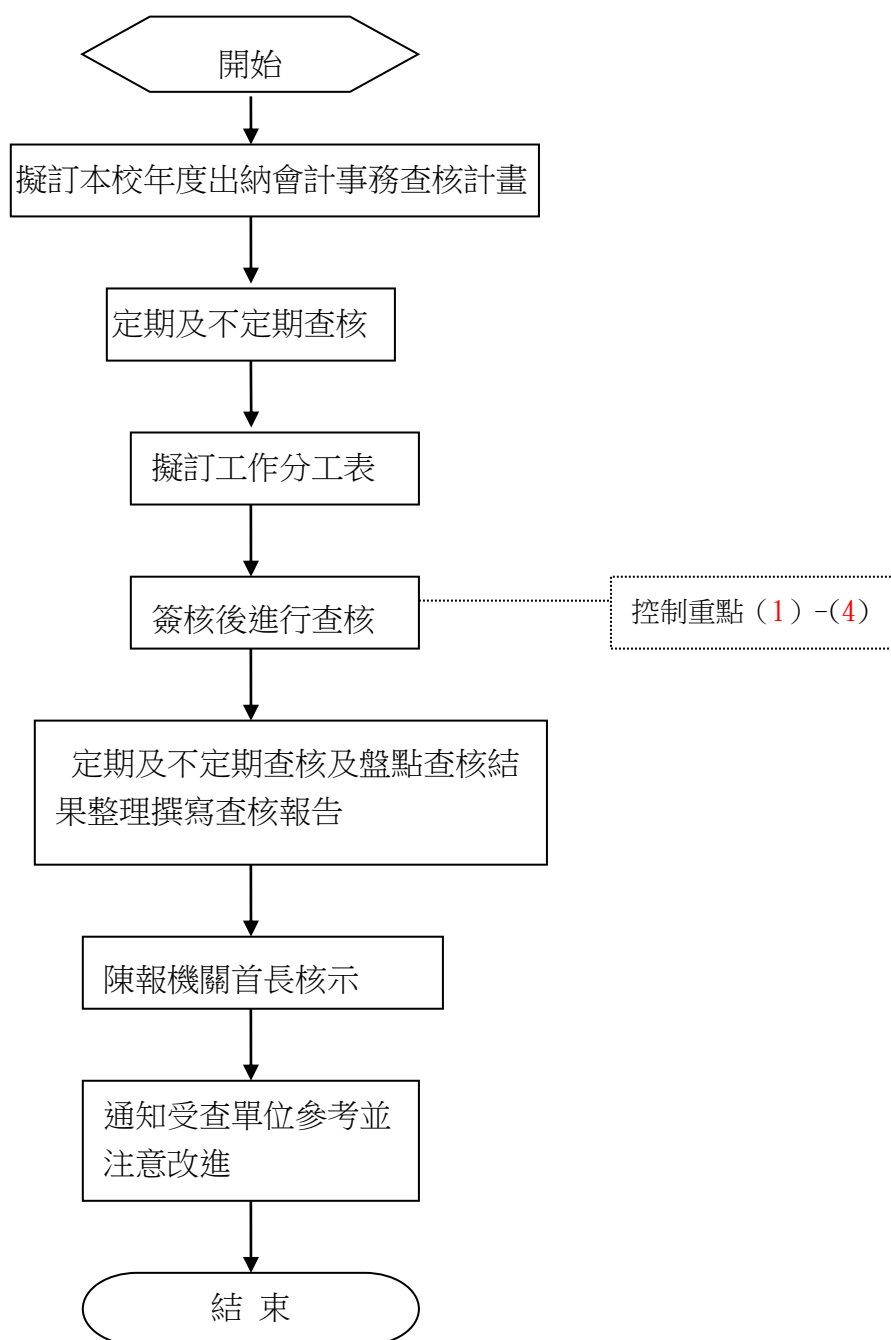 開始
擬訂本校年度出納會計事務查核計畫
定期及不定期查核
擬訂工作分工表
簽核後進行查核
控制重點（1）-(4）
定期及不定期查核及盤點查核結
果整理撰寫查核報告
陳報機關首長核示
通知受查單位參考並
注意改進
結 束